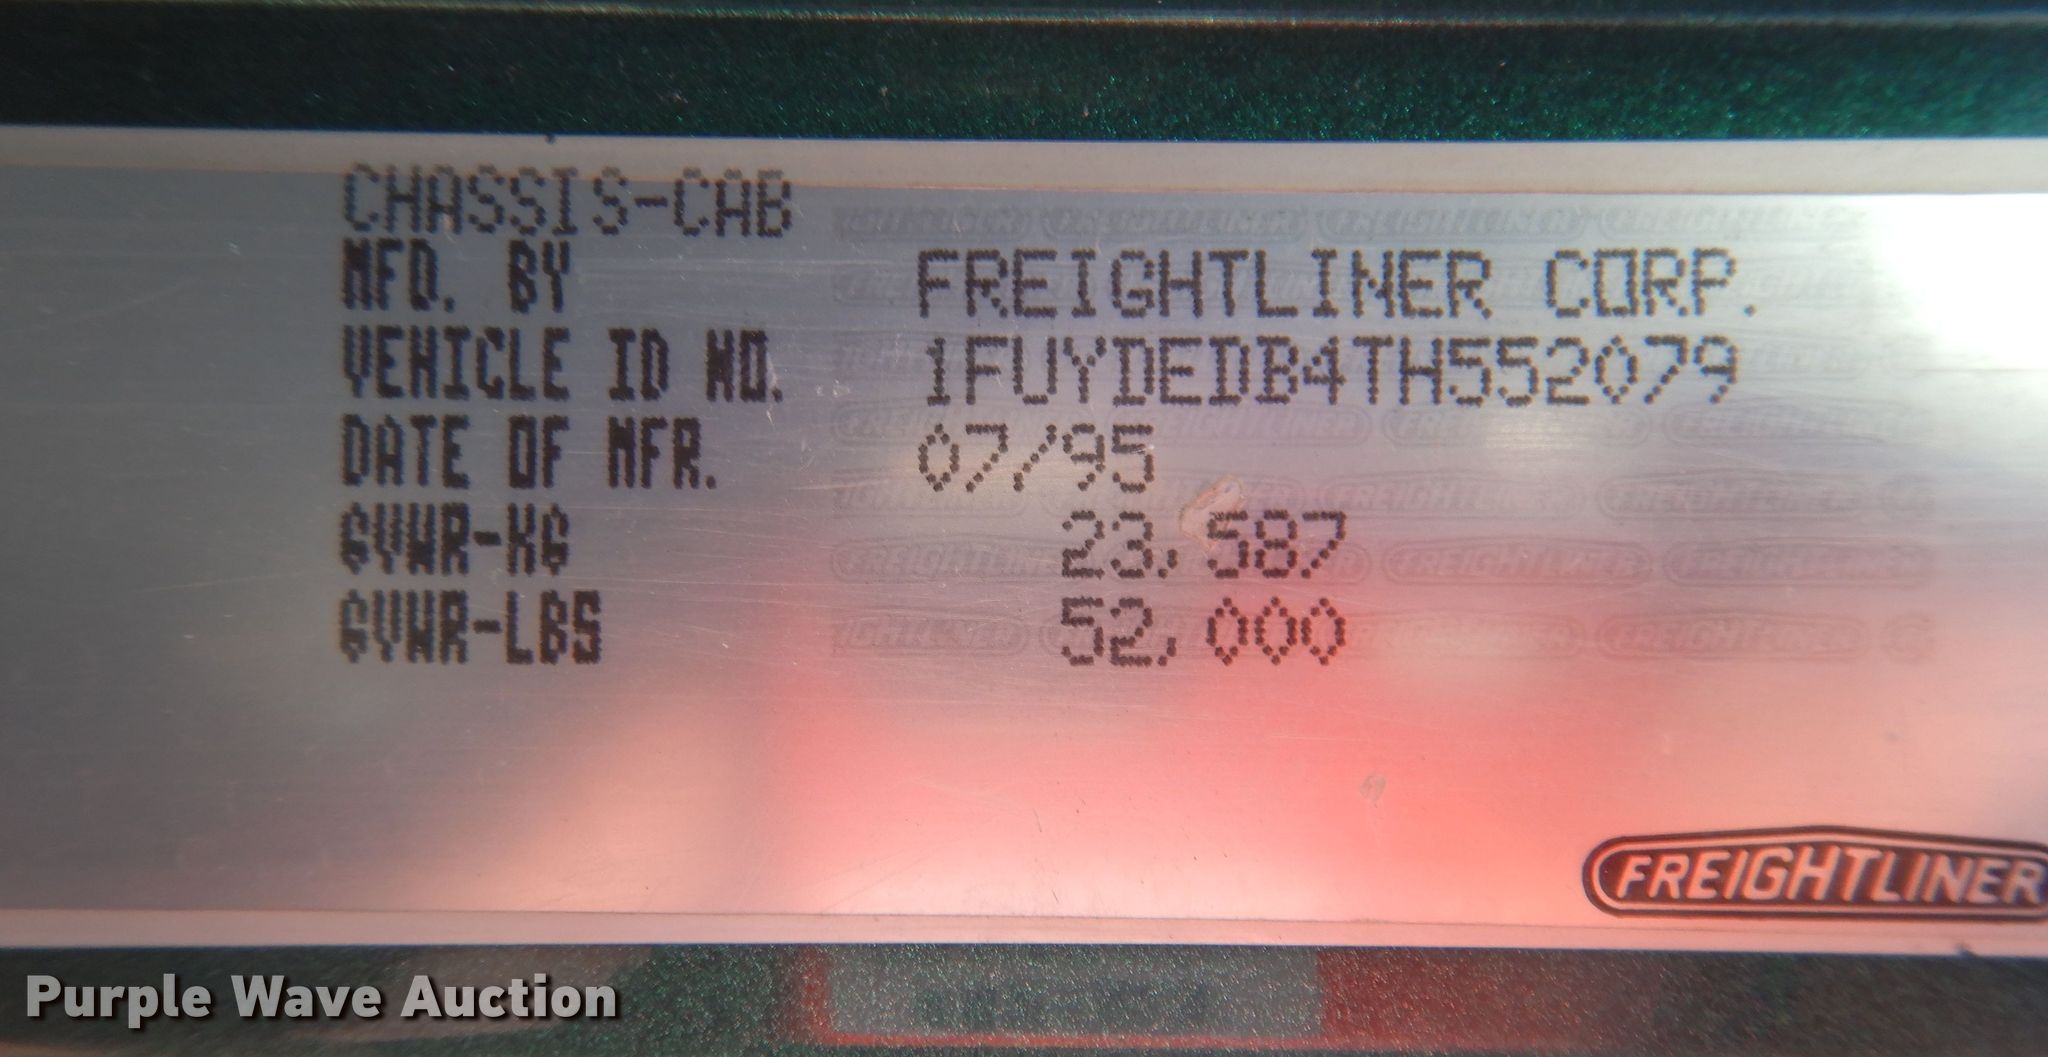 CHASSIS-CAB
MFD. BY FREIGHTLINER CORP.
VEHICLE ID NO. 1FUYDEDB4TH552079
DATE OF MFR. 07/95
GVWR-KG 23,587
GVWR-LBS 52,000
FREIGHTLINER
Purple Wave Auction